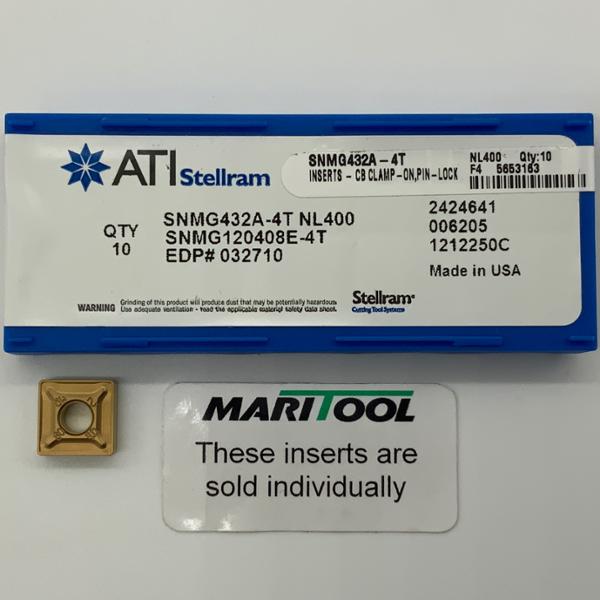 ATI Stellram
SNMG432A-4T NL400 Qty:10
INSERTS - CB CLAMP-ON,PIN-LOCK F4 5653163
QTY
10
SNMG432A-4T NL400
SNMG120408E-4T
EDP# 032710
2424641
006205
1212250C
Made in USA
WARNING Grinding of this product will produce dust that may be potentially hazardous
Use adequate ventilation - read the applicable material safety data sheet.
Stellram®
Cutting Tool Systems
MARITOOL
These inserts are
sold individually